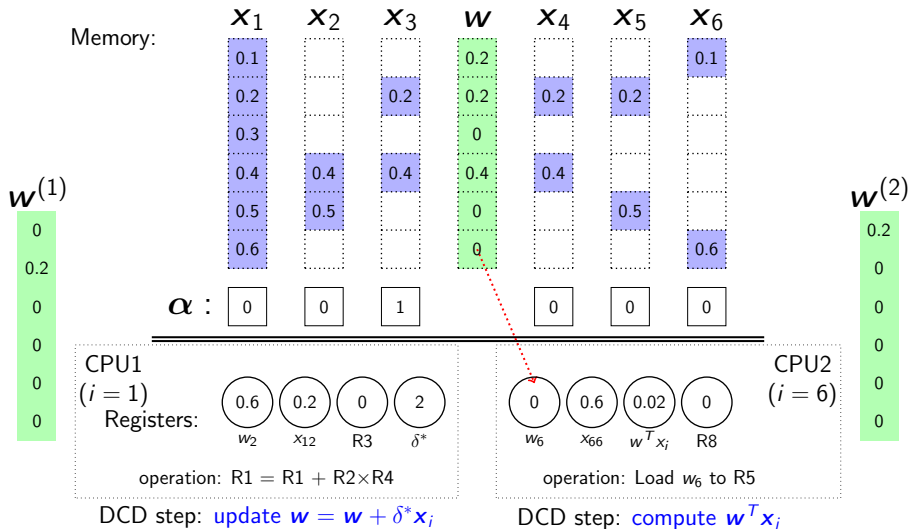 Memory: x1 x2 x3 w x4 x5 x6
0.1 0.2 0.1
0.2 0.2 0.2 0.2 0.2
0.3 0
0.4 0.4 0.4 0.4 0.4
0.5 0.5 0 0.5
0.6 0 0.6
w(1)
0
0.2
0
0
0
0
w(2)
0.2
0
0
0
0
0
α : 0 0 1 0 0 0
CPU1
(i = 1)
Registers: 0.6 0.2 0 2
w2 x12 R3 δ*
operation: R1 = R1 + R2×R4
DCD step: update w = w + δ*xi
CPU2
(i = 6)
0 0.6 0.02 0
w6 x66 wTxi R8
operation: Load w6 to R5
DCD step: compute wTxi